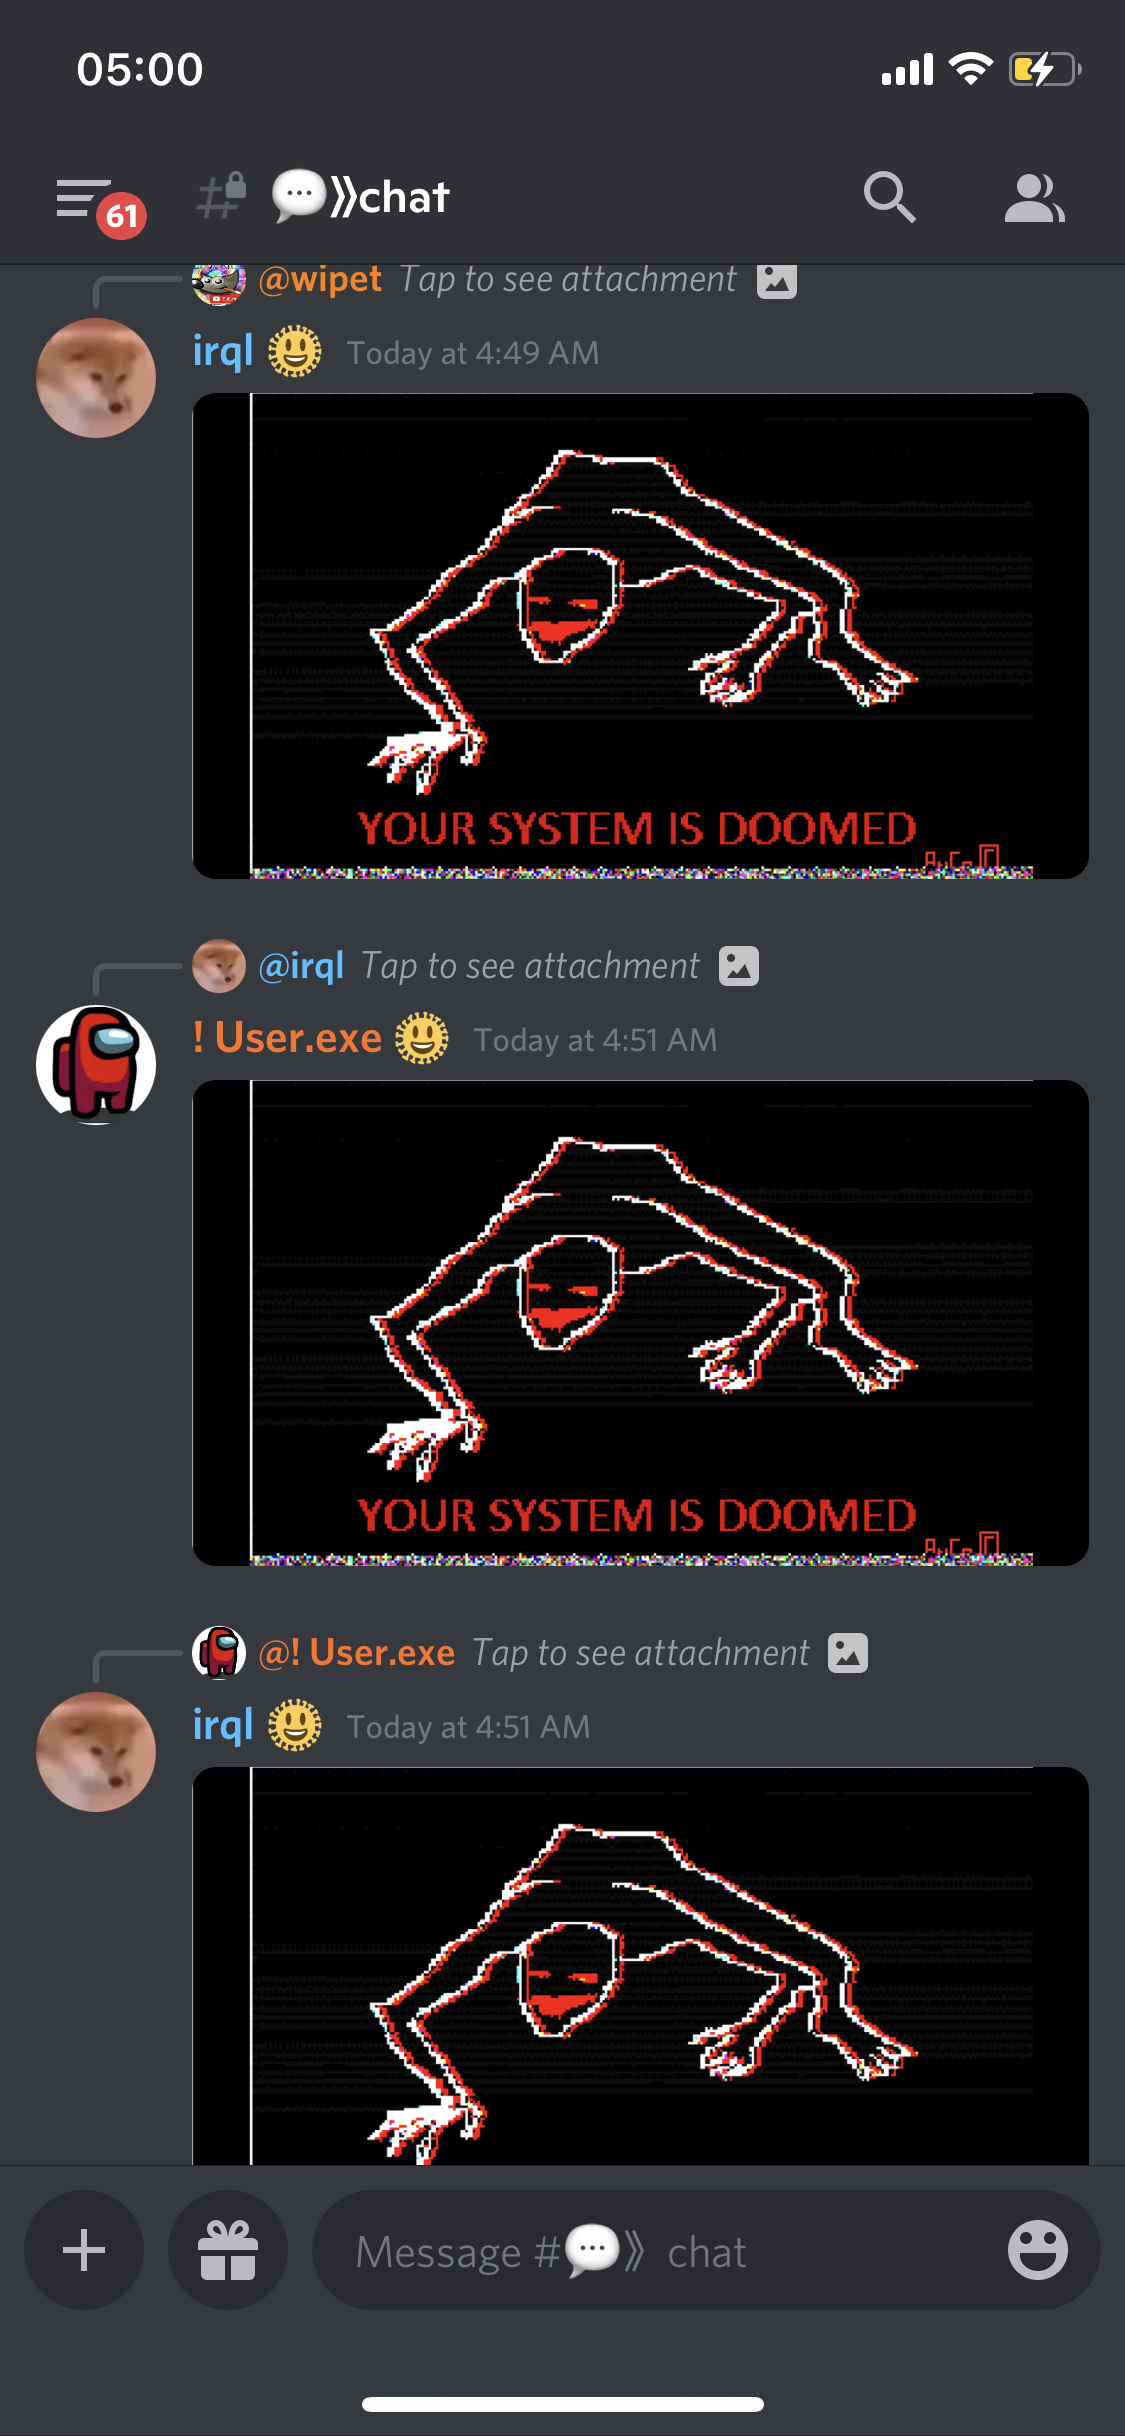 05:00
61
💬⟫chat
@wipet Tap to see attachment
irql Today at 4:49 AM
YOUR SYSTEM IS DOOMED
@irql Tap to see attachment
! User.exe Today at 4:51 AM
YOUR SYSTEM IS DOOMED
@! User.exe Tap to see attachment
irql Today at 4:51 AM
Message #💬⟫ chat